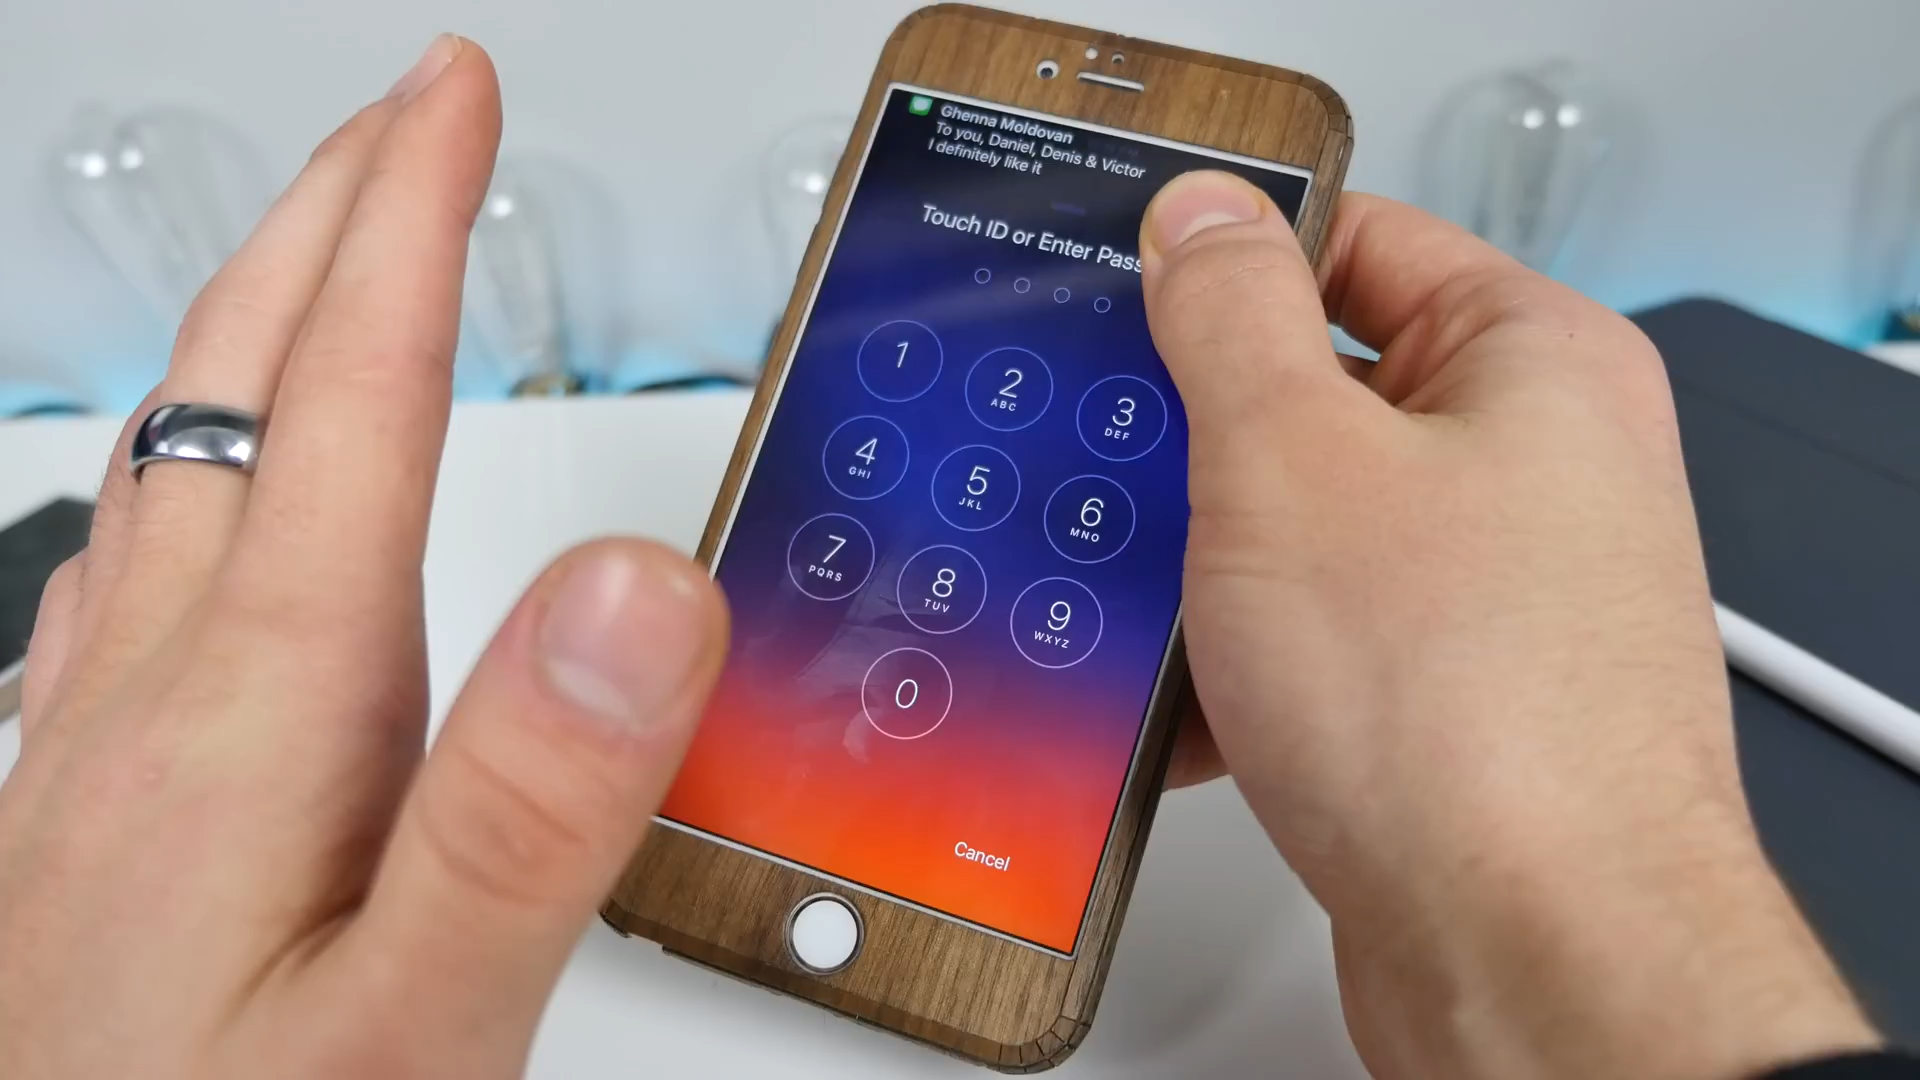 Ghenna Moldovan
To you, Daniel, Denis & Victor
I definitely like it
Touch ID or Enter Pass
1
2
ABC
3
DEF
4
GHI
5
JKL
6
MNO
7
PQRS
8
TUV
9
WXYZ
0
Cancel